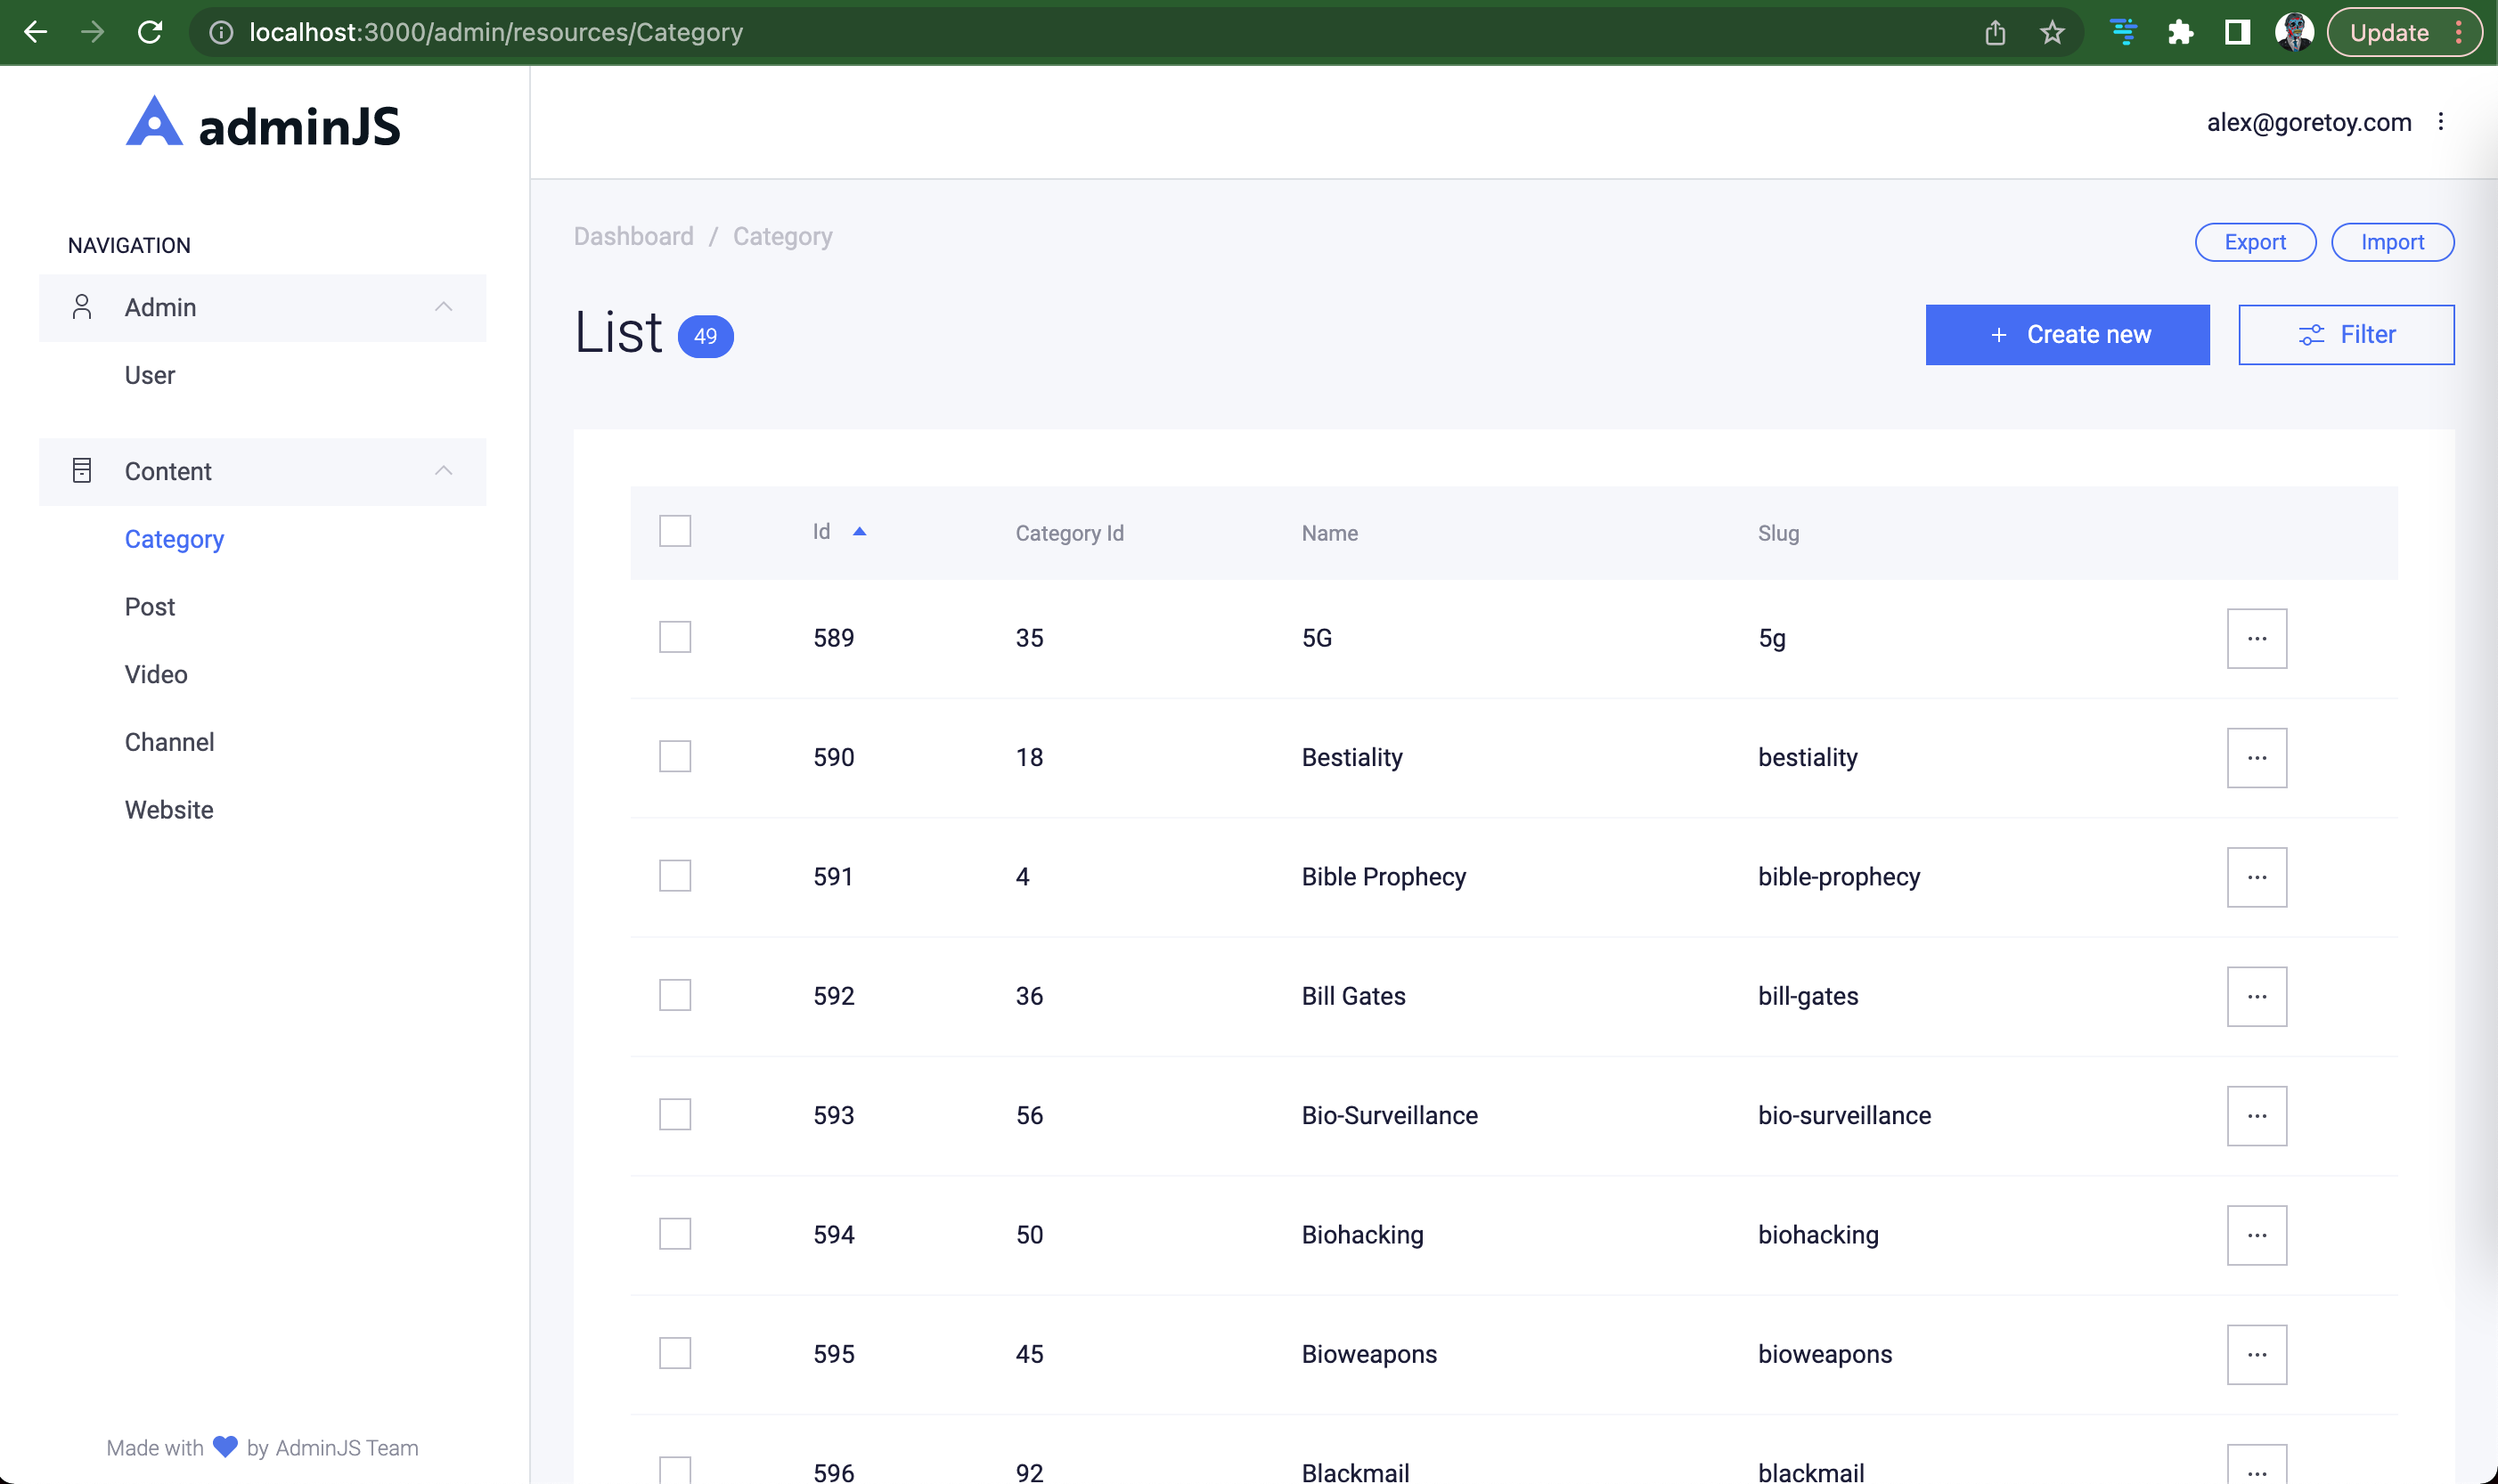 localhost:3000/admin/resources/Category
Update
adminJS
alex@goretoy.com
NAVIGATION
Admin
User
Content
Category
Post
Video
Channel
Website
Made with by AdminJS Team
Dashboard / Category
Export Import
List 49
+ Create new Filter
Id Category Id Name Slug
589 35 5G 5g
590 18 Bestiality bestiality
591 4 Bible Prophecy bible-prophecy
592 36 Bill Gates bill-gates
593 56 Bio-Surveillance bio-surveillance
594 50 Biohacking biohacking
595 45 Bioweapons bioweapons
596 92 Blackmail blackmail